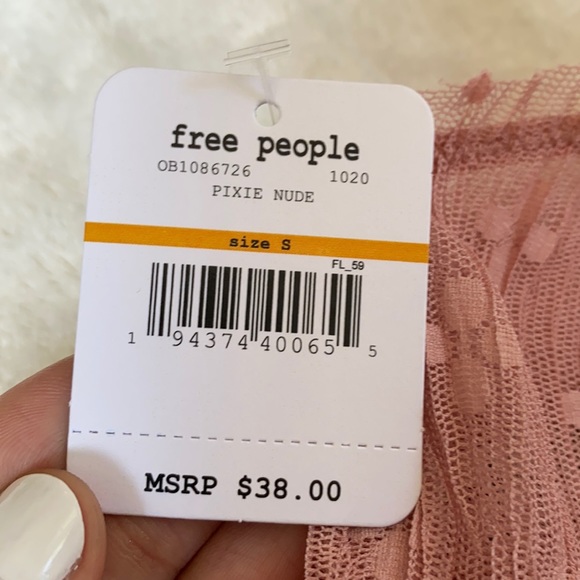 free people
OB1086726 1020
PIXIE NUDE
size S
FL_59
1 94374 40065 5
MSRP $38.00